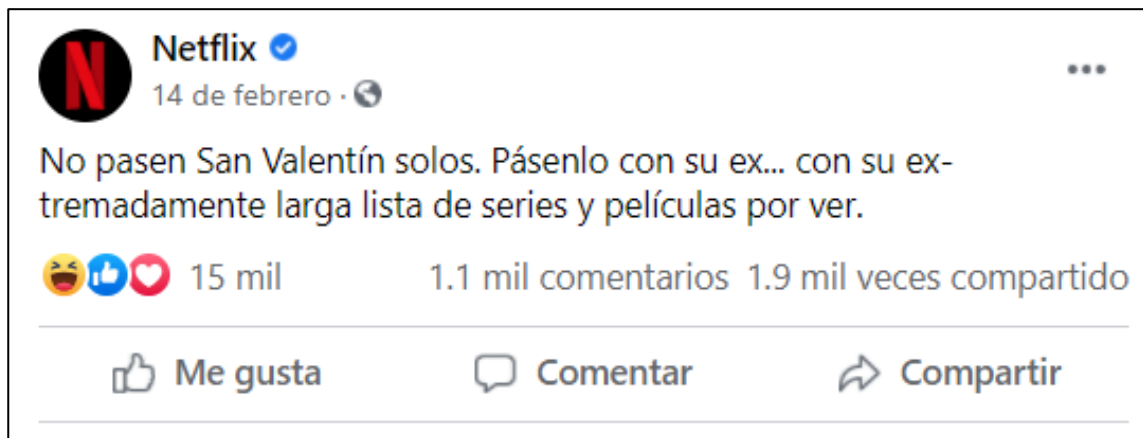 Netflix
14 de febrero ·
No pasen San Valentín solos. Pásenlo con su ex... con su ex-
tremadamente larga lista de series y películas por ver.
15 mil 1.1 mil comentarios 1.9 mil veces compartido
Me gusta Comentar Compartir